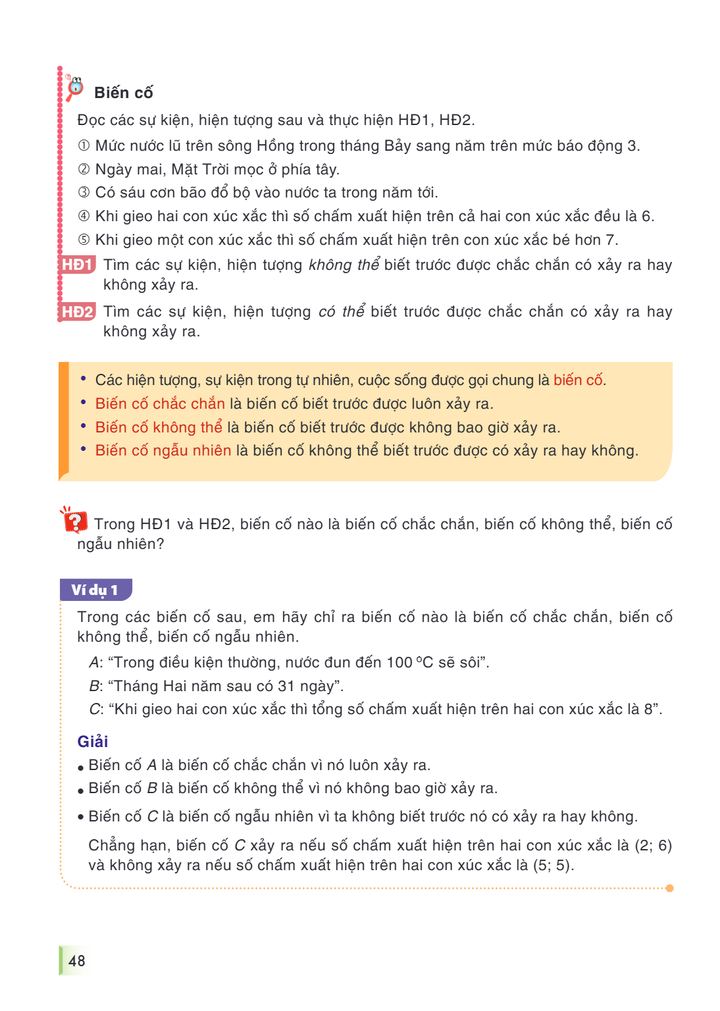 Biến cố
Đọc các sự kiện, hiện tượng sau và thực hiện HĐ1, HĐ2.
① Mức nước lũ trên sông Hồng trong tháng Bảy sang năm trên mức báo động 3.
② Ngày mai, Mặt Trời mọc ở phía tây.
③ Có sáu cơn bão đổ bộ vào nước ta trong năm tới.
④ Khi gieo hai con xúc xắc thì số chấm xuất hiện trên cả hai con xúc xắc đều là 6.
⑤ Khi gieo một con xúc xắc thì số chấm xuất hiện trên con xúc xắc bé hơn 7.
HĐ1 Tìm các sự kiện, hiện tượng không thể biết trước được chắc chắn có xảy ra hay
không xảy ra.
HĐ2 Tìm các sự kiện, hiện tượng có thể biết trước được chắc chắn có xảy ra hay
không xảy ra.
• Các hiện tượng, sự kiện trong tự nhiên, cuộc sống được gọi chung là biến cố.
• Biến cố chắc chắn là biến cố biết trước được luôn xảy ra.
• Biến cố không thể là biến cố biết trước được không bao giờ xảy ra.
• Biến cố ngẫu nhiên là biến cố không thể biết trước được có xảy ra hay không.
? Trong HĐ1 và HĐ2, biến cố nào là biến cố chắc chắn, biến cố không thể, biến cố
ngẫu nhiên?
Ví dụ 1
Trong các biến cố sau, em hãy chỉ ra biến cố nào là biến cố chắc chắn, biến cố
không thể, biến cố ngẫu nhiên.
A: “Trong điều kiện thường, nước đun đến 100 ºC sẽ sôi”.
B: “Tháng Hai năm sau có 31 ngày”.
C: “Khi gieo hai con xúc xắc thì tổng số chấm xuất hiện trên hai con xúc xắc là 8”.
Giải
• Biến cố A là biến cố chắc chắn vì nó luôn xảy ra.
• Biến cố B là biến cố không thể vì nó không bao giờ xảy ra.
• Biến cố C là biến cố ngẫu nhiên vì ta không biết trước nó có xảy ra hay không.
Chẳng hạn, biến cố C xảy ra nếu số chấm xuất hiện trên hai con xúc xắc là (2; 6)
và không xảy ra nếu số chấm xuất hiện trên hai con xúc xắc là (5; 5).
48